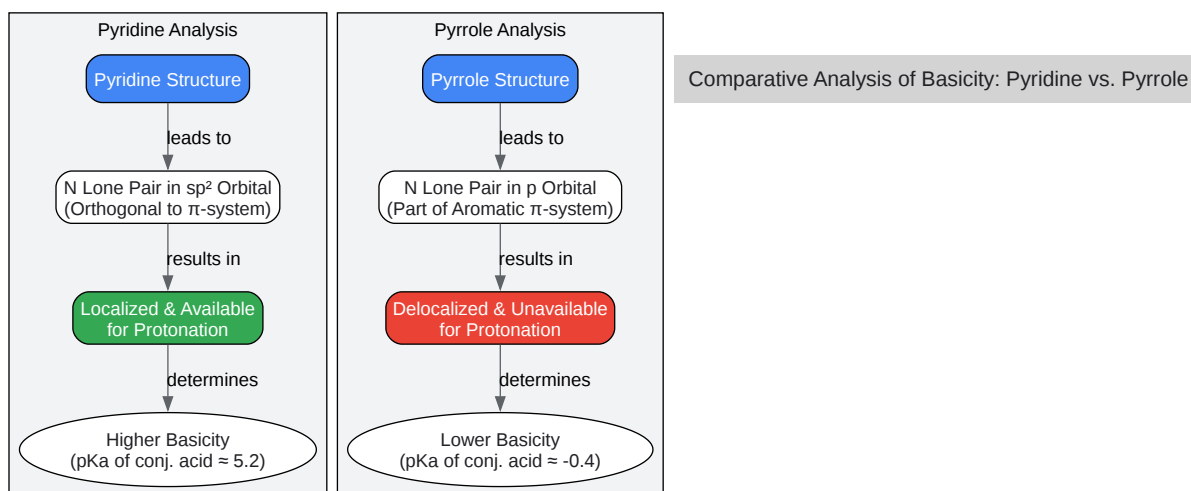 Pyridine Analysis
Pyridine Structure
leads to
N Lone Pair in sp² Orbital
(Orthogonal to π-system)
results in
Localized & Available
for Protonation
determines
Higher Basicity
(pKa of conj. acid ≈ 5.2)
Pyrrole Analysis
Pyrrole Structure
leads to
N Lone Pair in p Orbital
(Part of Aromatic π-system)
results in
Delocalized & Unavailable
for Protonation
determines
Lower Basicity
(pKa of conj. acid ≈ -0.4)
Comparative Analysis of Basicity: Pyridine vs. Pyrrole